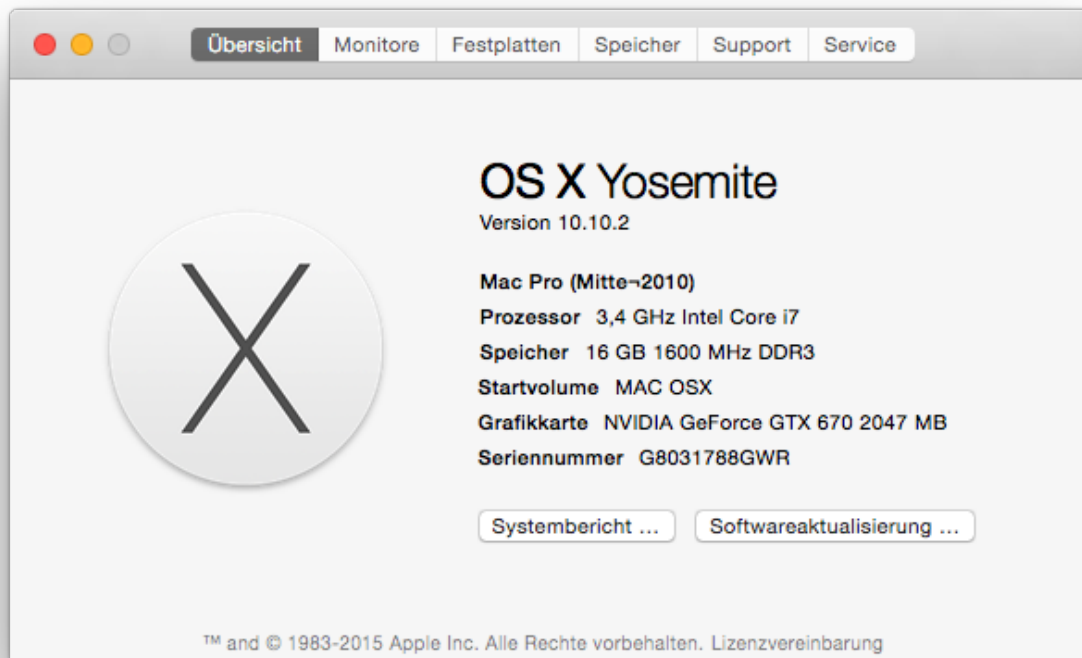 Übersicht Monitore Festplatten Speicher Support Service
OS X Yosemite
Version 10.10.2
Mac Pro (Mitte¬2010)
Prozessor 3,4 GHz Intel Core i7
Speicher 16 GB 1600 MHz DDR3
Startvolume MAC OSX
Grafikkarte NVIDIA GeForce GTX 670 2047 MB
Seriennummer G8031788GWR
Systembericht ... Softwareaktualisierung ...
™ and © 1983-2015 Apple Inc. Alle Rechte vorbehalten. Lizenzvereinbarung